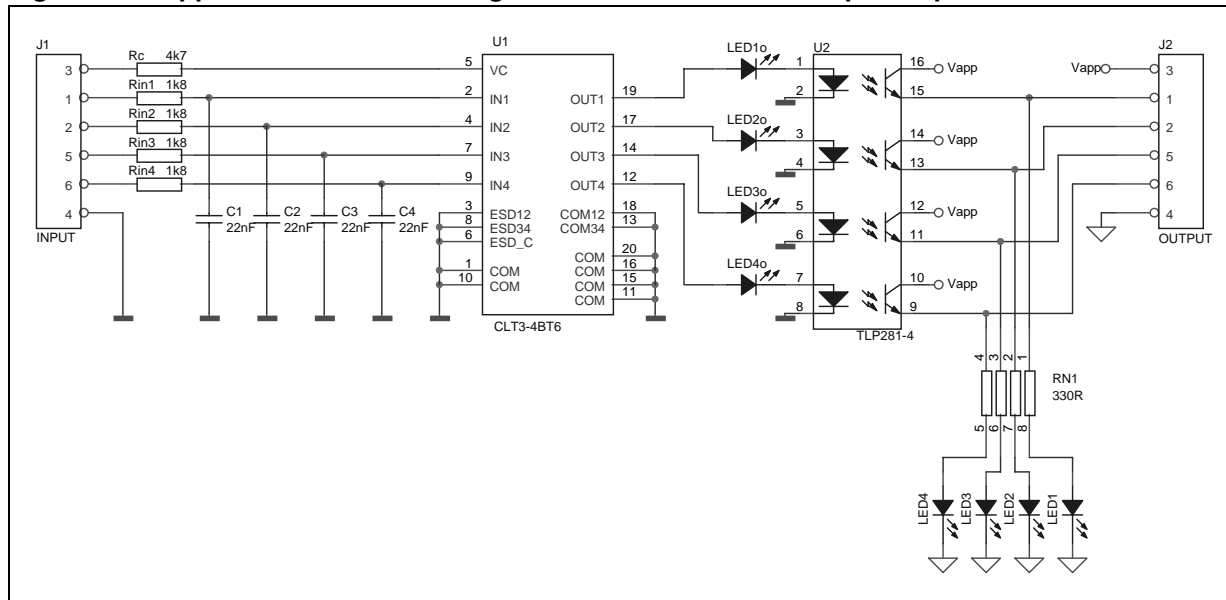 J1
INPUT
3
1
2
5
6
4
Rc 4k7
Rin1 1k8
Rin2 1k8
Rin3 1k8
Rin4 1k8
C1
22nF
C2
22nF
C3
22nF
C4
22nF
U1
5 VC
2 IN1 OUT1 19
4 IN2 OUT2 17
7 IN3 OUT3 14
9 IN4 OUT4 12
3 ESD12 COM12 18
8 ESD34 COM34 13
6 ESD_C
COM 20
1 COM COM 16
10 COM COM 15
COM 11
CLT3-4BT6
LED1o
LED2o
LED3o
LED4o
U2
1 16 Vapp
2 15
3 14 Vapp
4 13
5 12 Vapp
6 11
7 10 Vapp
8 9
TLP281-4
J2
Vapp 3
1
2
5
6
4
OUTPUT
4 3 2 1
RN1
330R
5 6 7 8
LED4
LED3
LED2
LED1